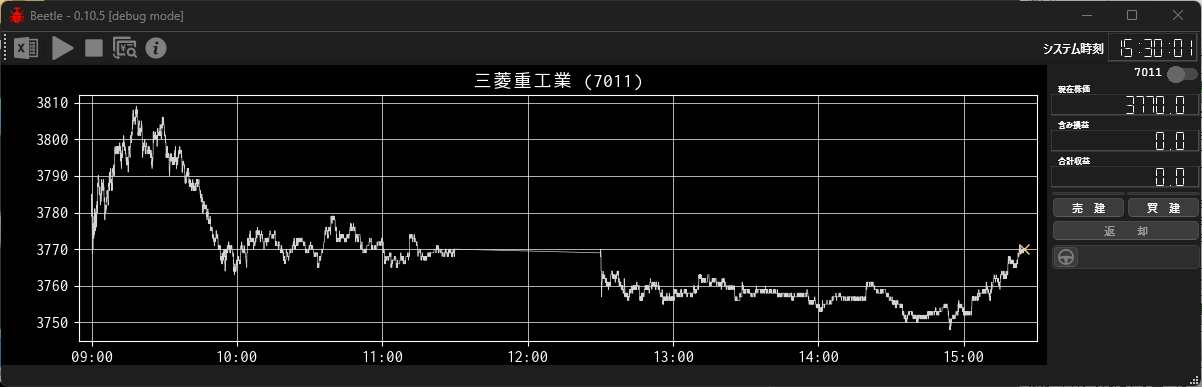 Beetle - 0.10.5 [debug mode]
システム時刻 15:30:01
三菱重工業 (7011)
3810
3800
3790
3780
3770
3760
3750
09:00 10:00 11:00 12:00 13:00 14:00 15:00
7011
現在株価
3770.0
含み損益
0.0
合計収益
0.0
売 建 買 建
返 却